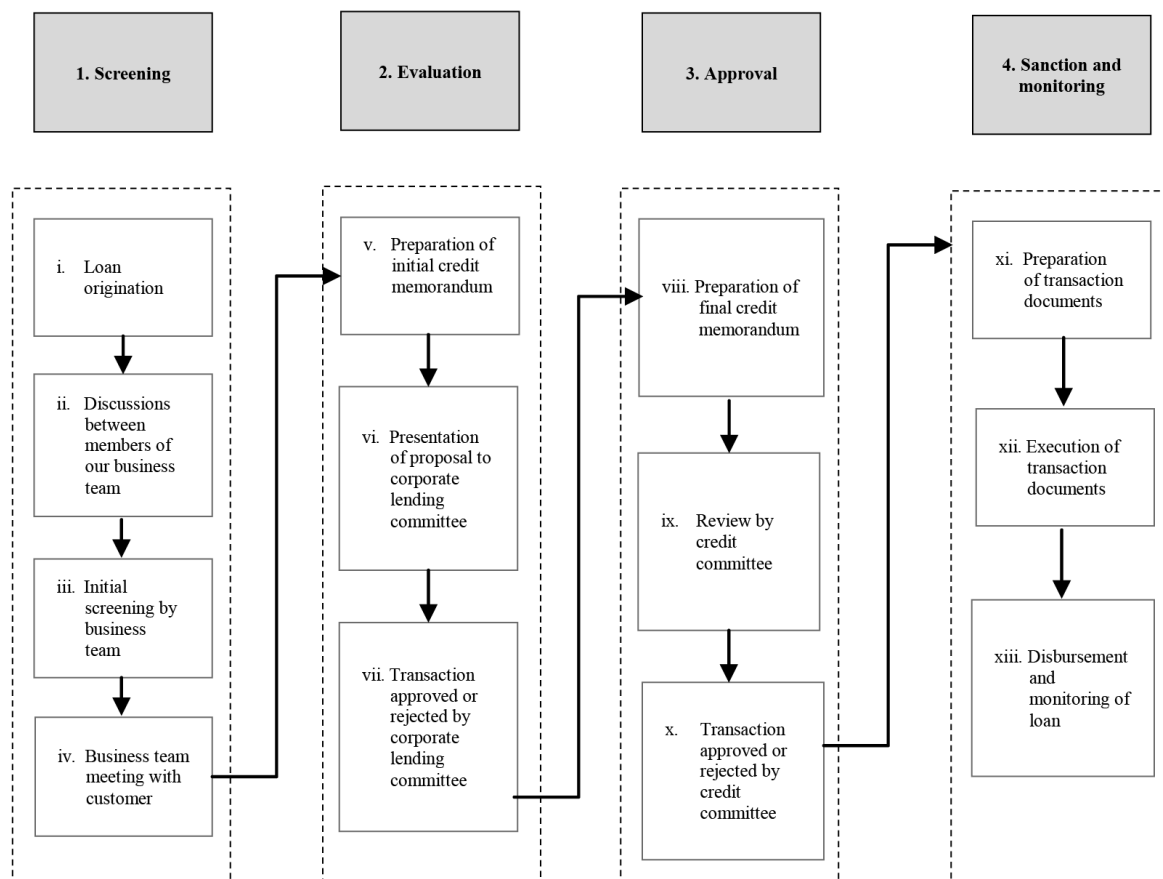 1. Screening
2. Evaluation
3. Approval
4. Sanction and
monitoring
i. Loan
origination
ii. Discussions
between
members of
our business
team
iii. Initial
screening by
business
team
iv. Business team
meeting with
customer
v. Preparation of
initial credit
memorandum
vi. Presentation
of proposal to
corporate
lending
committee
vii. Transaction
approved or
rejected by
corporate
lending
committee
viii. Preparation of
final credit
memorandum
ix. Review by
credit
committee
x. Transaction
approved or
rejected by
credit
committee
xi. Preparation
of transaction
documents
xii. Execution of
transaction
documents
xiii. Disbursement
and
monitoring of
loan